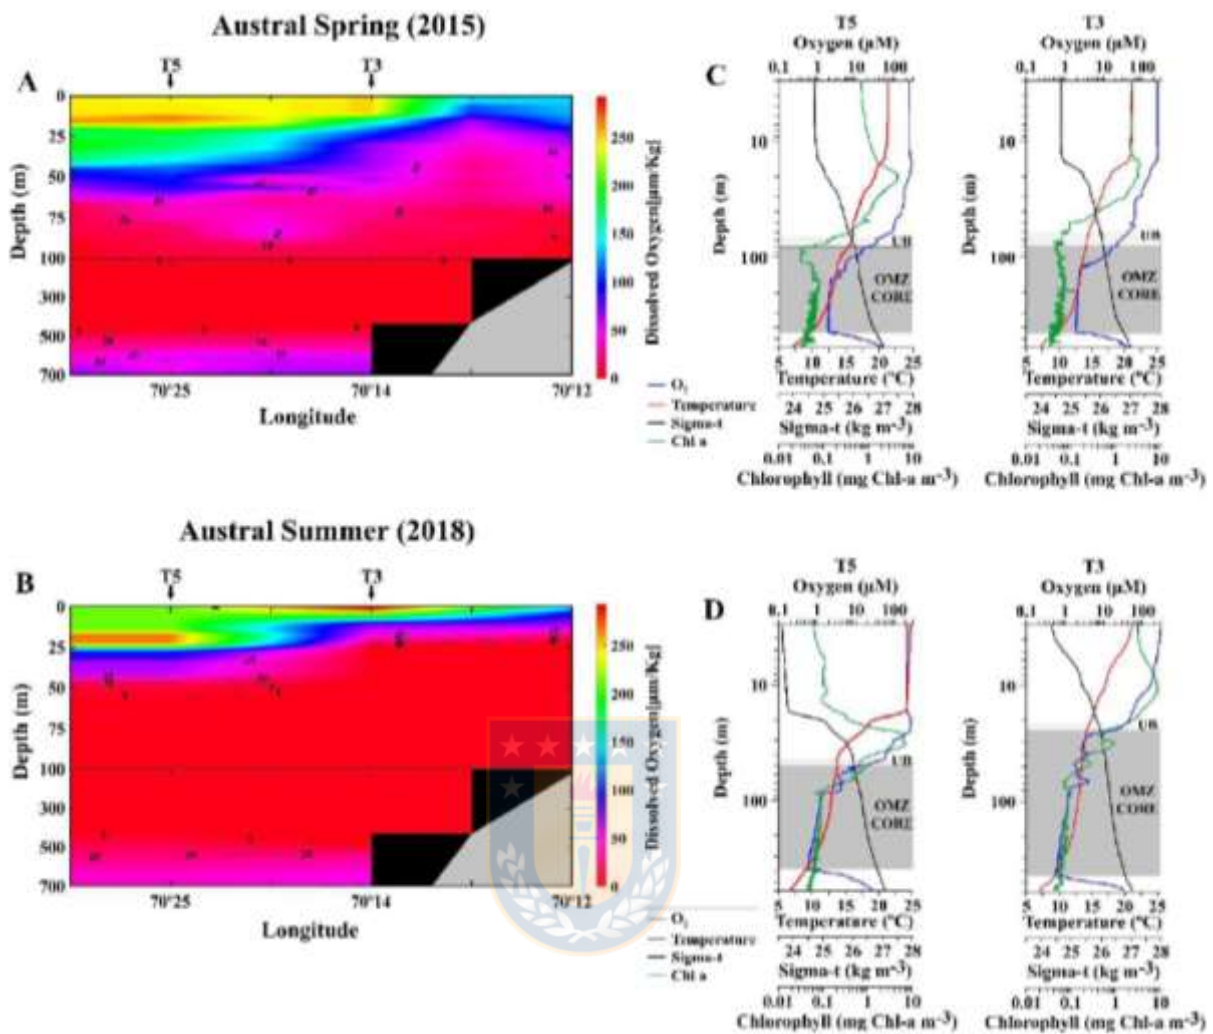 Austral Spring (2015)
A
T5
T3
0
25
50
75
100
300
500
700
Depth (m)
70°25
70°14
70°12
Longitude
250
200
150
100
50
0
Dissolved Oxygen[µm/Kg]
C
T5
Oxygen (µM)
0.1 1 10 100
10
100
Depth (m)
UB
OMZ
CORE
5 10 15 20 25
Temperature (°C)
24 25 26 27 28
Sigma-t (kg m-3)
0.01 0.1 1 10
Chlorophyll (mg Chl-a m-3)
T3
Oxygen (µM)
0.1 1 10 100
10
100
Depth (m)
UB
OMZ
CORE
5 10 15 20 25
Temperature (°C)
24 25 26 27 28
Sigma-t (kg m-3)
0.01 0.1 1 10
Chlorophyll (mg Chl-a m-3)
O₂
Temperature
Sigma-t
Chl a
Austral Summer (2018)
B
T5
T3
0
25
50
75
100
300
500
700
Depth (m)
70°25
70°14
70°12
Longitude
250
200
150
100
50
0
Dissolved Oxygen[µm/Kg]
D
T5
Oxygen (µM)
0.1 1 10 100
10
100
Depth (m)
UB
OMZ
CORE
5 10 15 20 25
Temperature (°C)
24 25 26 27 28
Sigma-t (kg m-3)
0.01 0.1 1 10
Chlorophyll (mg Chl-a m-3)
T3
Oxygen (µM)
0.1 1 10 100
10
100
Depth (m)
UB
OMZ
CORE
5 10 15 20 25
Temperature (°C)
24 25 26 27 28
Sigma-t (kg m-3)
0.01 0.1 1 10
Chlorophyll (mg Chl-a m-3)
O₂
Temperature
Sigma-t
Chl a